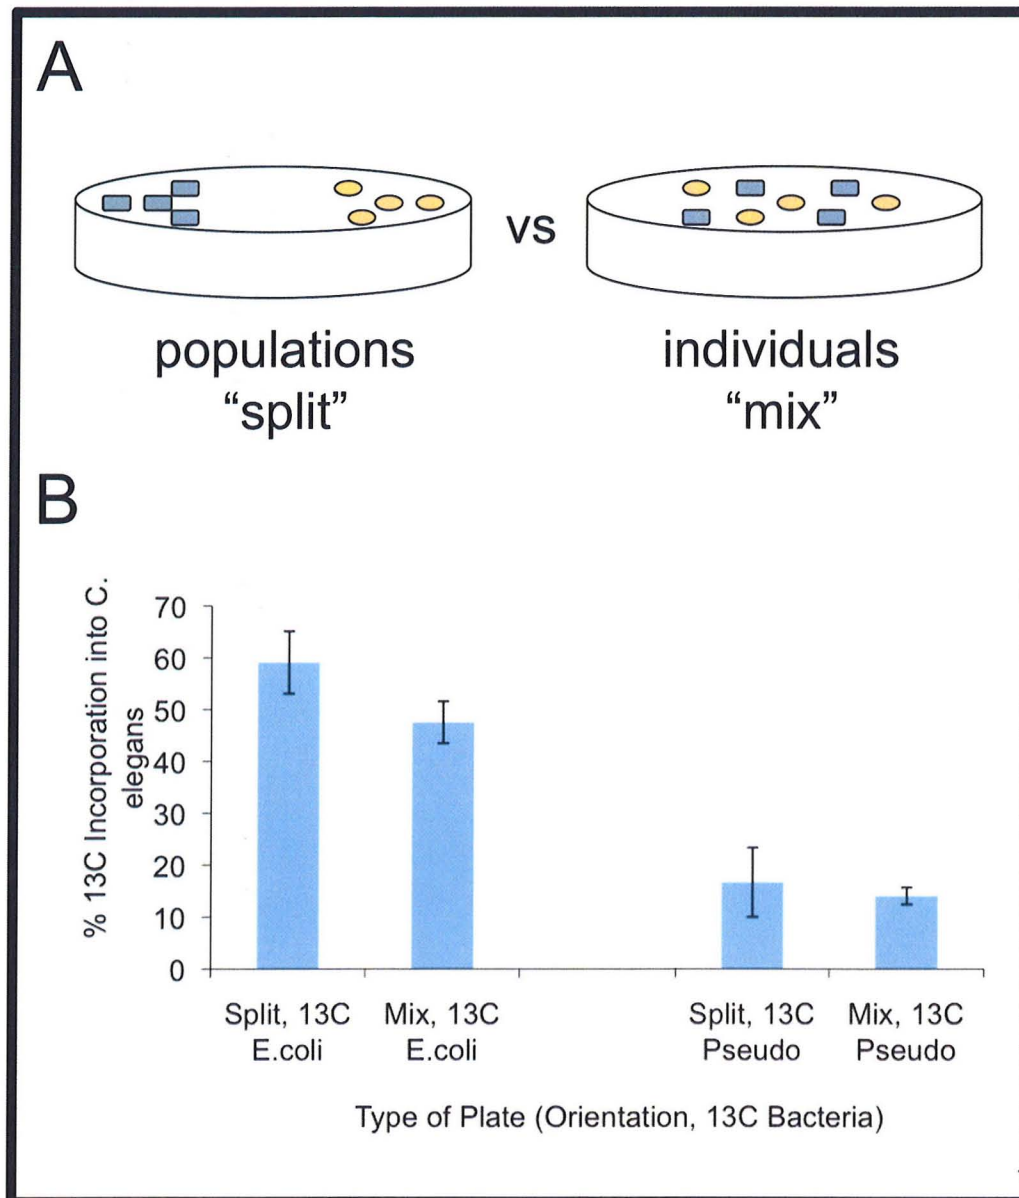 A
vs
populations
“split”
individuals
“mix”
B
% 13C Incorporation into C.
elegans
70
60
50
40
30
20
10
0
Split, 13C
E.coli
Mix, 13C
E.coli
Split, 13C
Pseudo
Mix, 13C
Pseudo
Type of Plate (Orientation, 13C Bacteria)